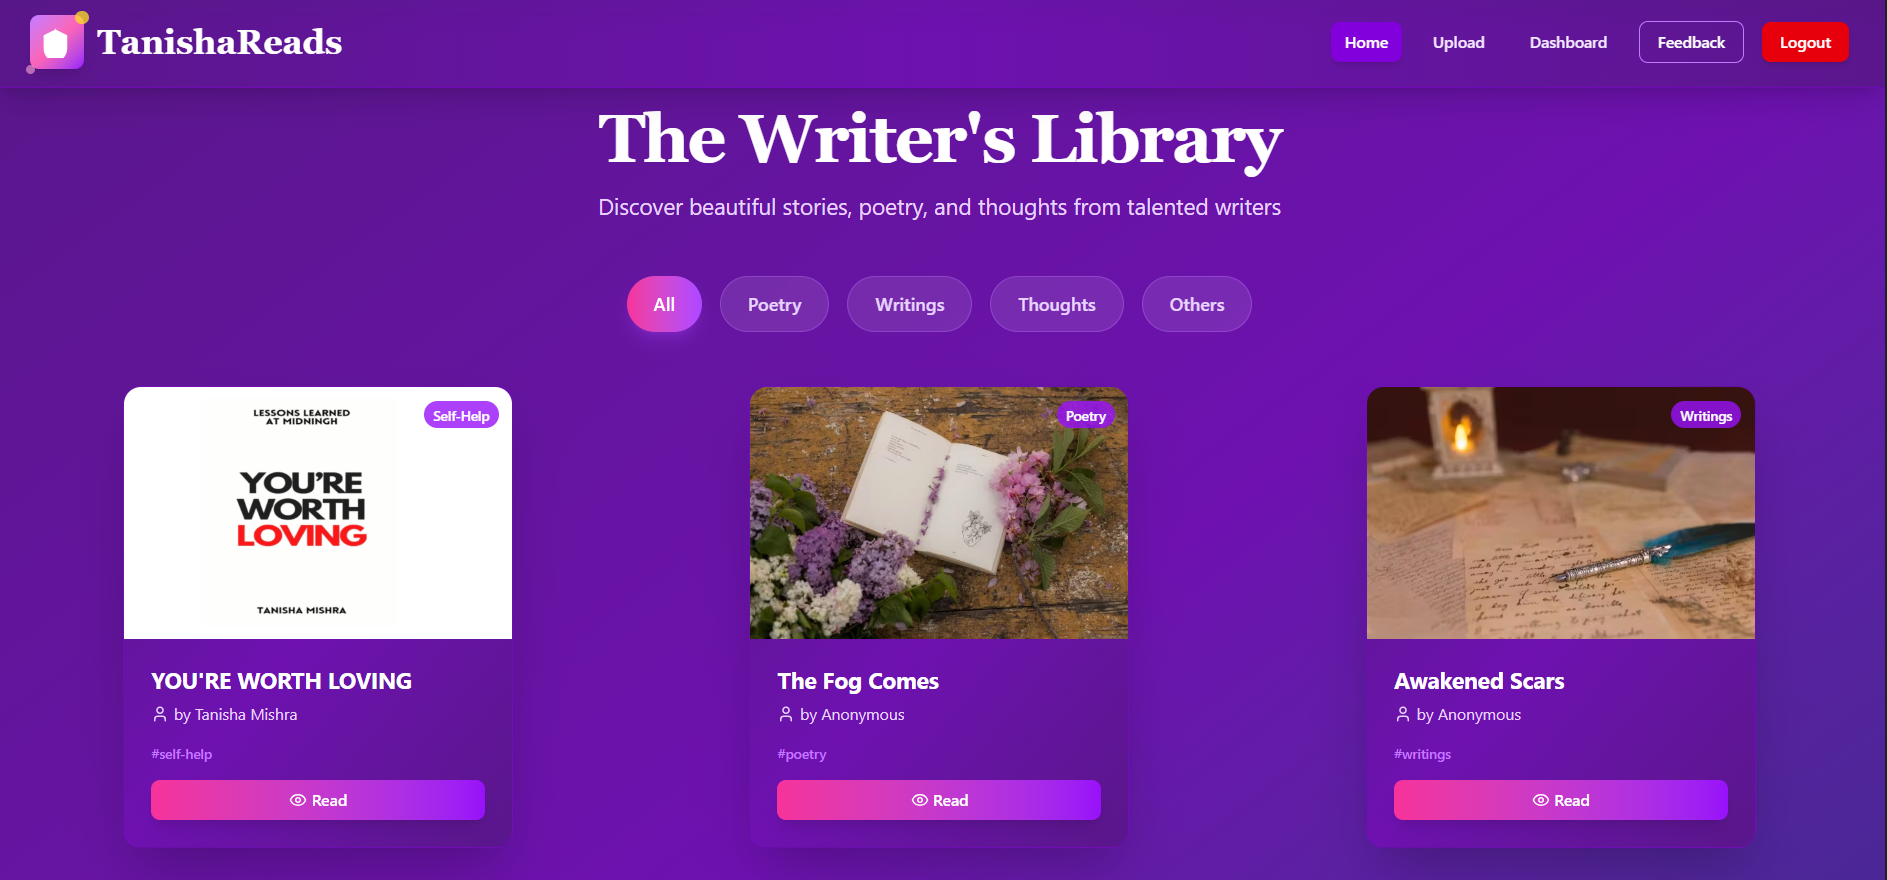 TanishaReads
Home
Upload
Dashboard
Feedback
Logout
The Writer's Library
Discover beautiful stories, poetry, and thoughts from talented writers
All
Poetry
Writings
Thoughts
Others
LESSONS LEARNED
AT MIDNINGH
Self-Help
YOU'RE
WORTH
LOVING
TANISHA MISHRA
YOU'RE WORTH LOVING
by Tanisha Mishra
#self-help
Read
Poetry
The Fog Comes
by Anonymous
#poetry
Read
Writings
Awakened Scars
by Anonymous
#writings
Read